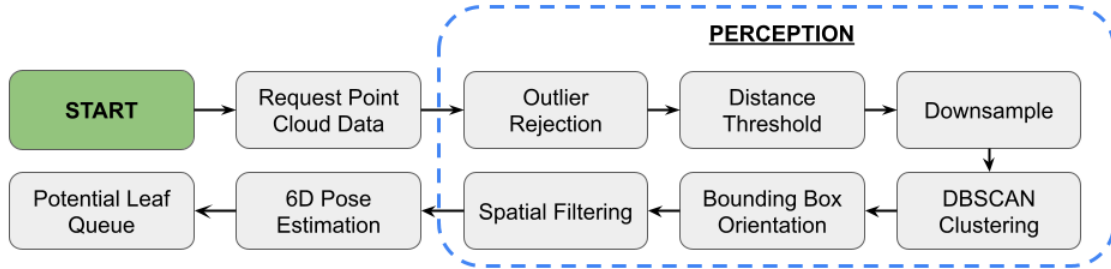 PERCEPTION
START
Request Point
Cloud Data
Outlier
Rejection
Distance
Threshold
Downsample
DBSCAN
Clustering
Bounding Box
Orientation
Spatial Filtering
6D Pose
Estimation
Potential Leaf
Queue